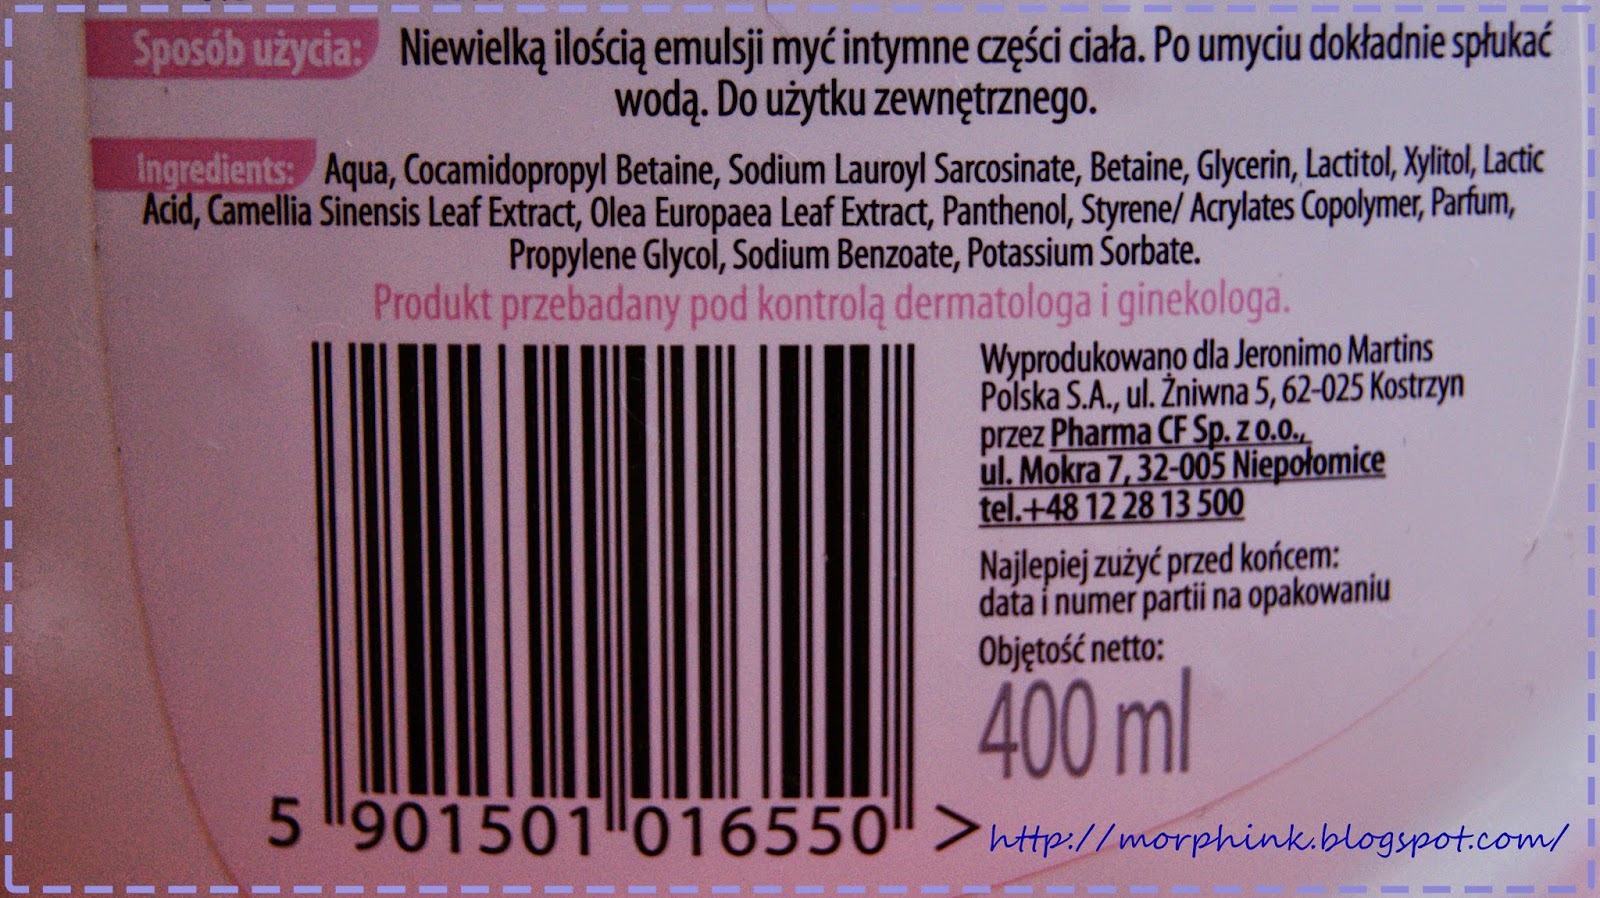 Sposób użycia: Niewielką ilością emulsji myć intymne części ciała. Po umyciu dokładnie spłukać
wodą. Do użytku zewnętrznego.
Ingredients: Aqua, Cocamidopropyl Betaine, Sodium Lauroyl Sarcosinate, Betaine, Glycerin, Lactitol, Xylitol, Lactic
Acid, Camellia Sinensis Leaf Extract, Olea Europaea Leaf Extract, Panthenol, Styrene/ Acrylates Copolymer, Parfum,
Propylene Glycol, Sodium Benzoate, Potassium Sorbate.
Produkt przebadany pod kontrolą dermatologa i ginekologa.
Wyprodukowano dla Jeronimo Martins
Polska S.A., ul. Żniwna 5, 62-025 Kostrzyn
przez Pharma CF Sp. z o.o.,
ul. Mokra 7, 32-005 Niepołomice
tel.+48 12 28 13 500
Najlepiej zużyć przed końcem:
data i numer partii na opakowaniu
Objętość netto:
400 ml
5 901501 016550 >
http://morphink.blogspot.com/